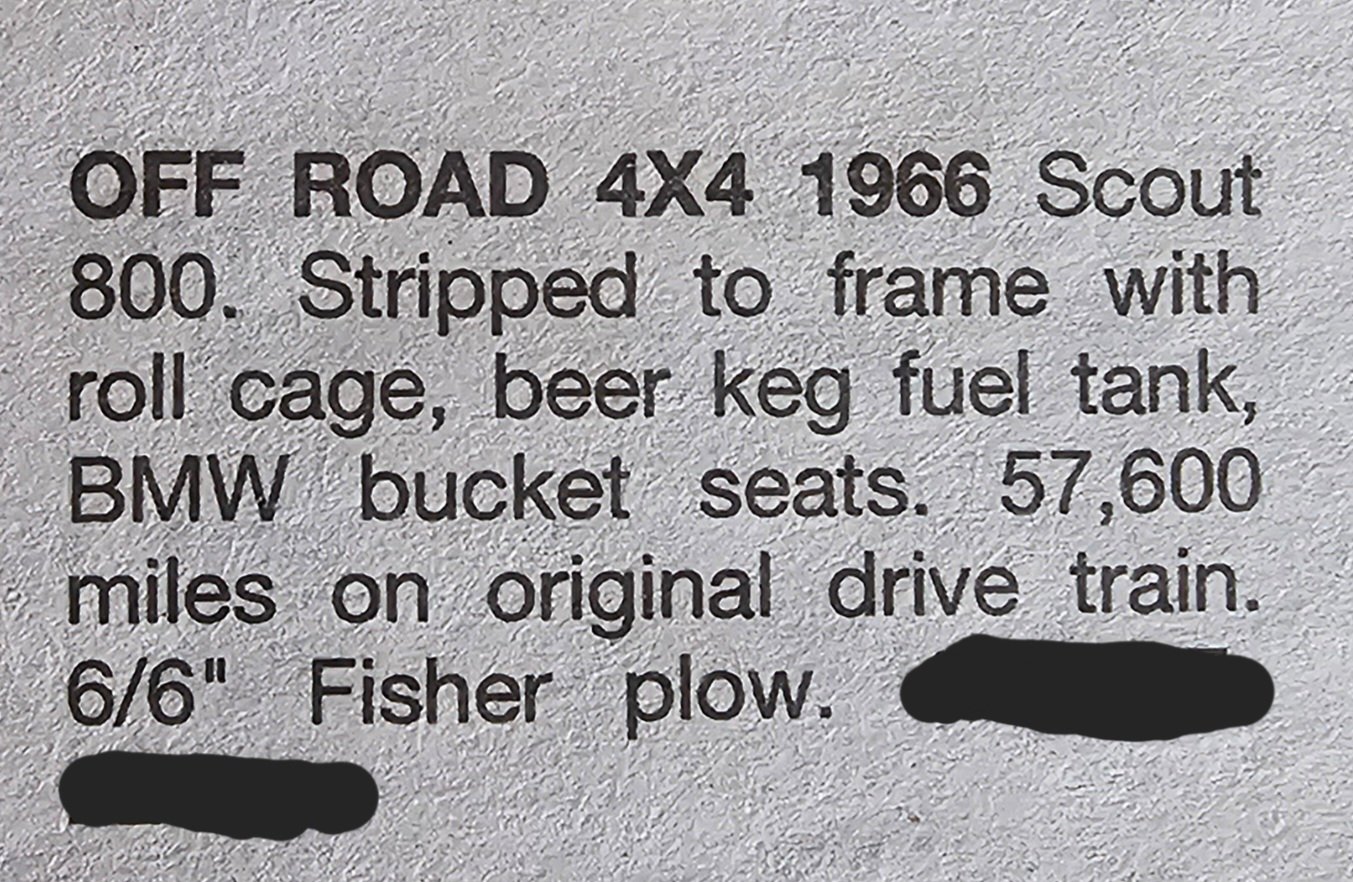 OFF ROAD 4X4 1966 Scout
800. Stripped to frame with
roll cage, beer keg fuel tank,
BMW bucket seats. 57,600
miles on original drive train.
6/6" Fisher plow.